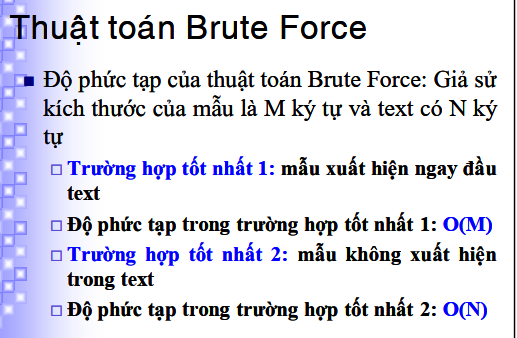 Thuật toán Brute Force
Độ phức tạp của thuật toán Brute Force: Giả sử
kích thước của mẫu là M ký tự và text có N ký
tự
Trường hợp tốt nhất 1: mẫu xuất hiện ngay đầu
text
Độ phức tạp trong trường hợp tốt nhất 1: O(M)
Trường hợp tốt nhất 2: mẫu không xuất hiện
trong text
Độ phức tạp trong trường hợp tốt nhất 2: O(N)